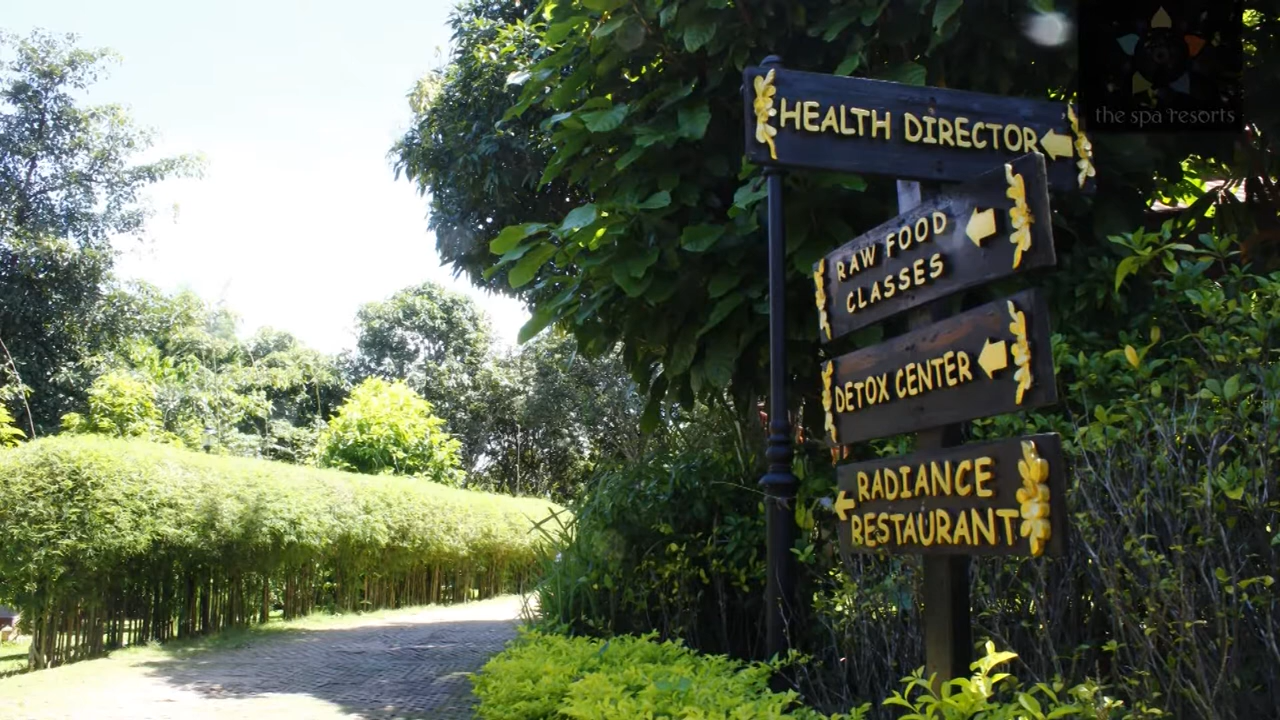 the spa resorts
HEALTH DIRECTOR
RAW FOOD
CLASSES
DETOX CENTER
RADIANCE
RESTAURANT